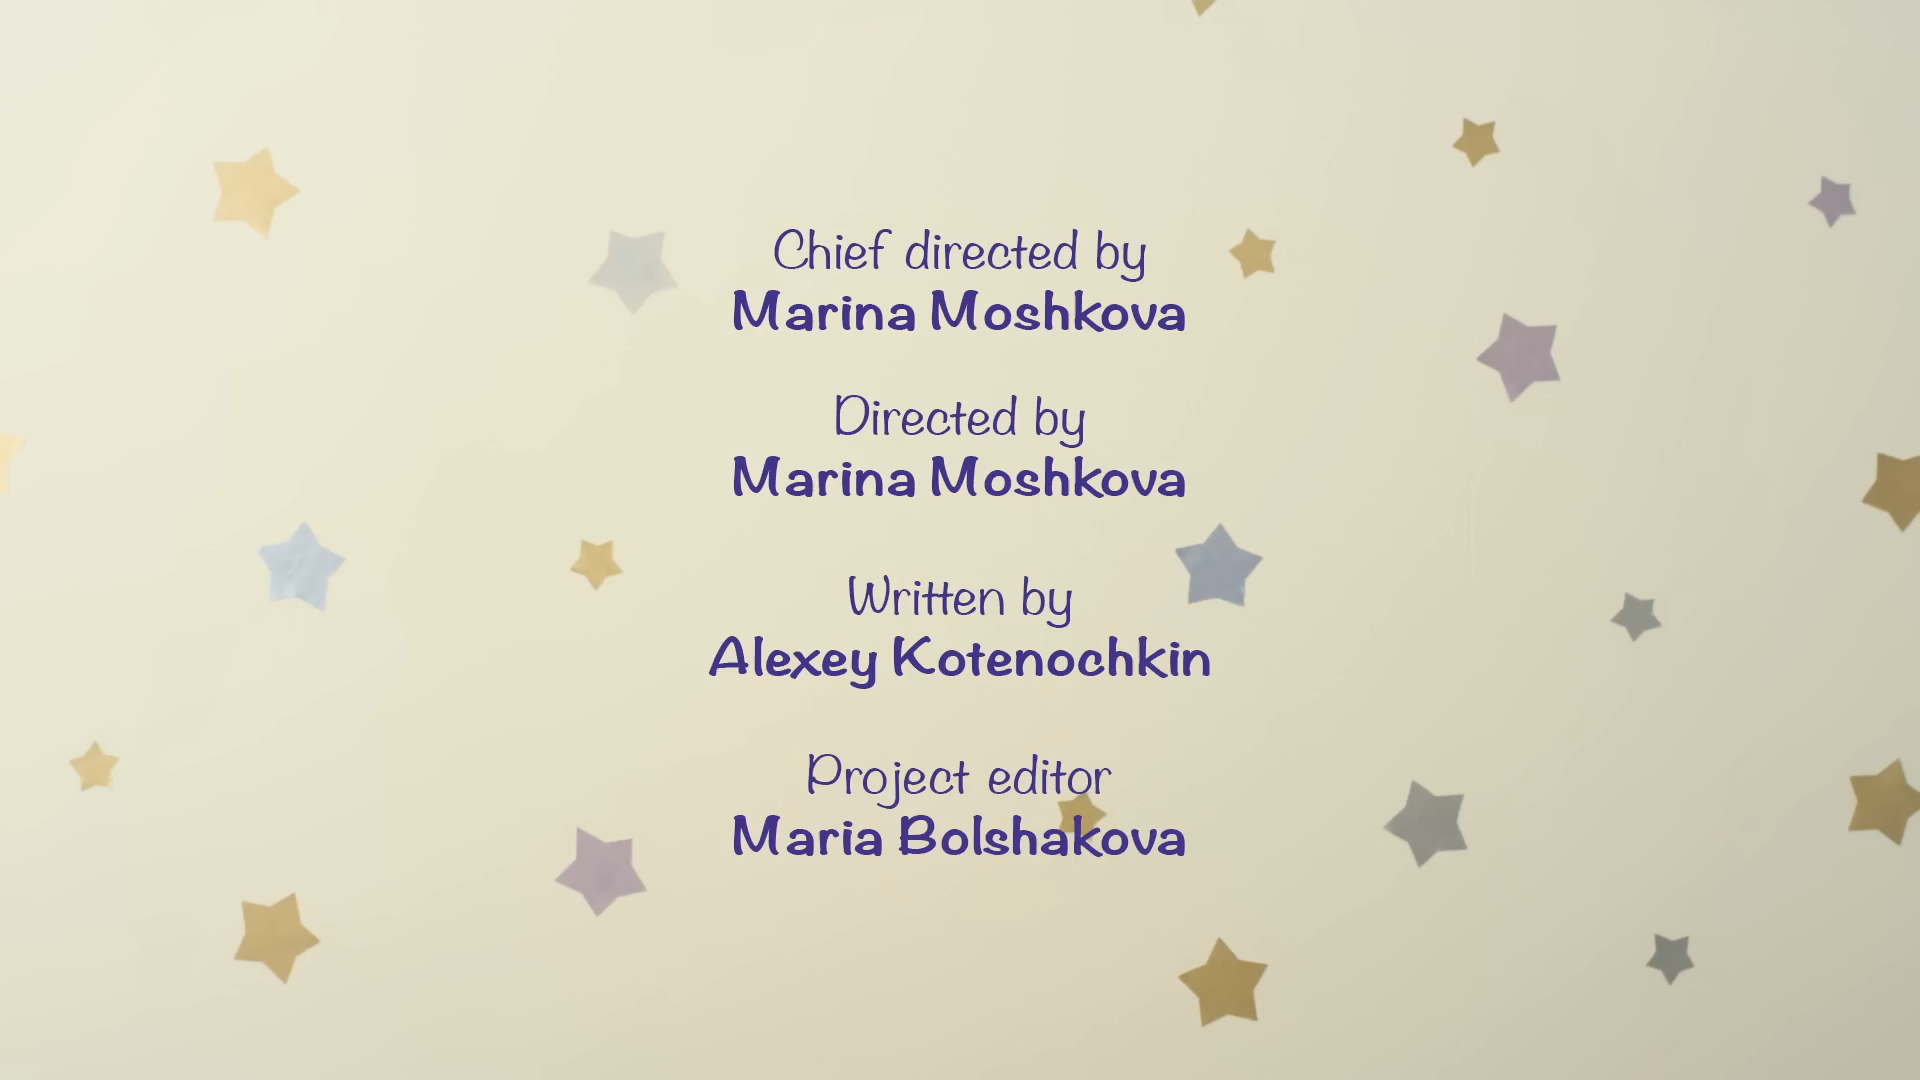 Chief directed by
Marina Moshkova
Directed by
Marina Moshkova
Written by
Alexey Kotenochkin
Project editor
Maria Bolshakova